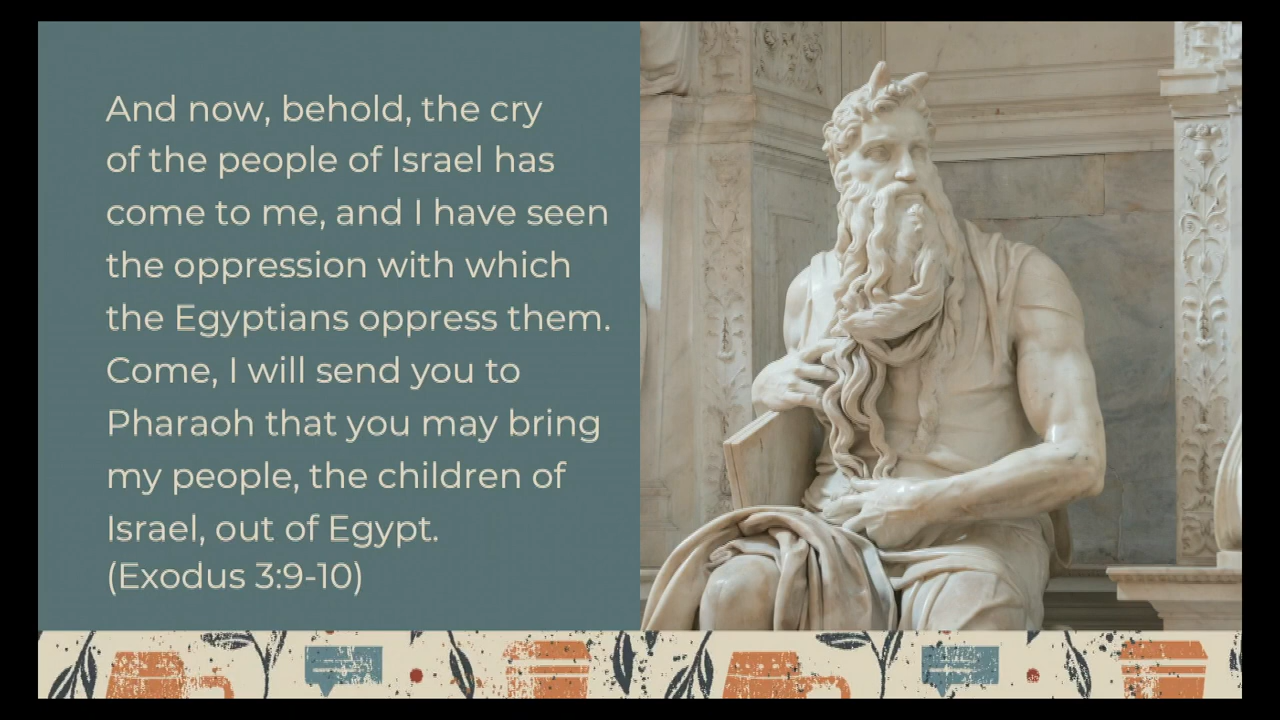 And now, behold, the cry
of the people of Israel has
come to me, and I have seen
the oppression with which
the Egyptians oppress them.
Come, I will send you to
Pharaoh that you may bring
my people, the children of
Israel, out of Egypt.
(Exodus 3:9-10)